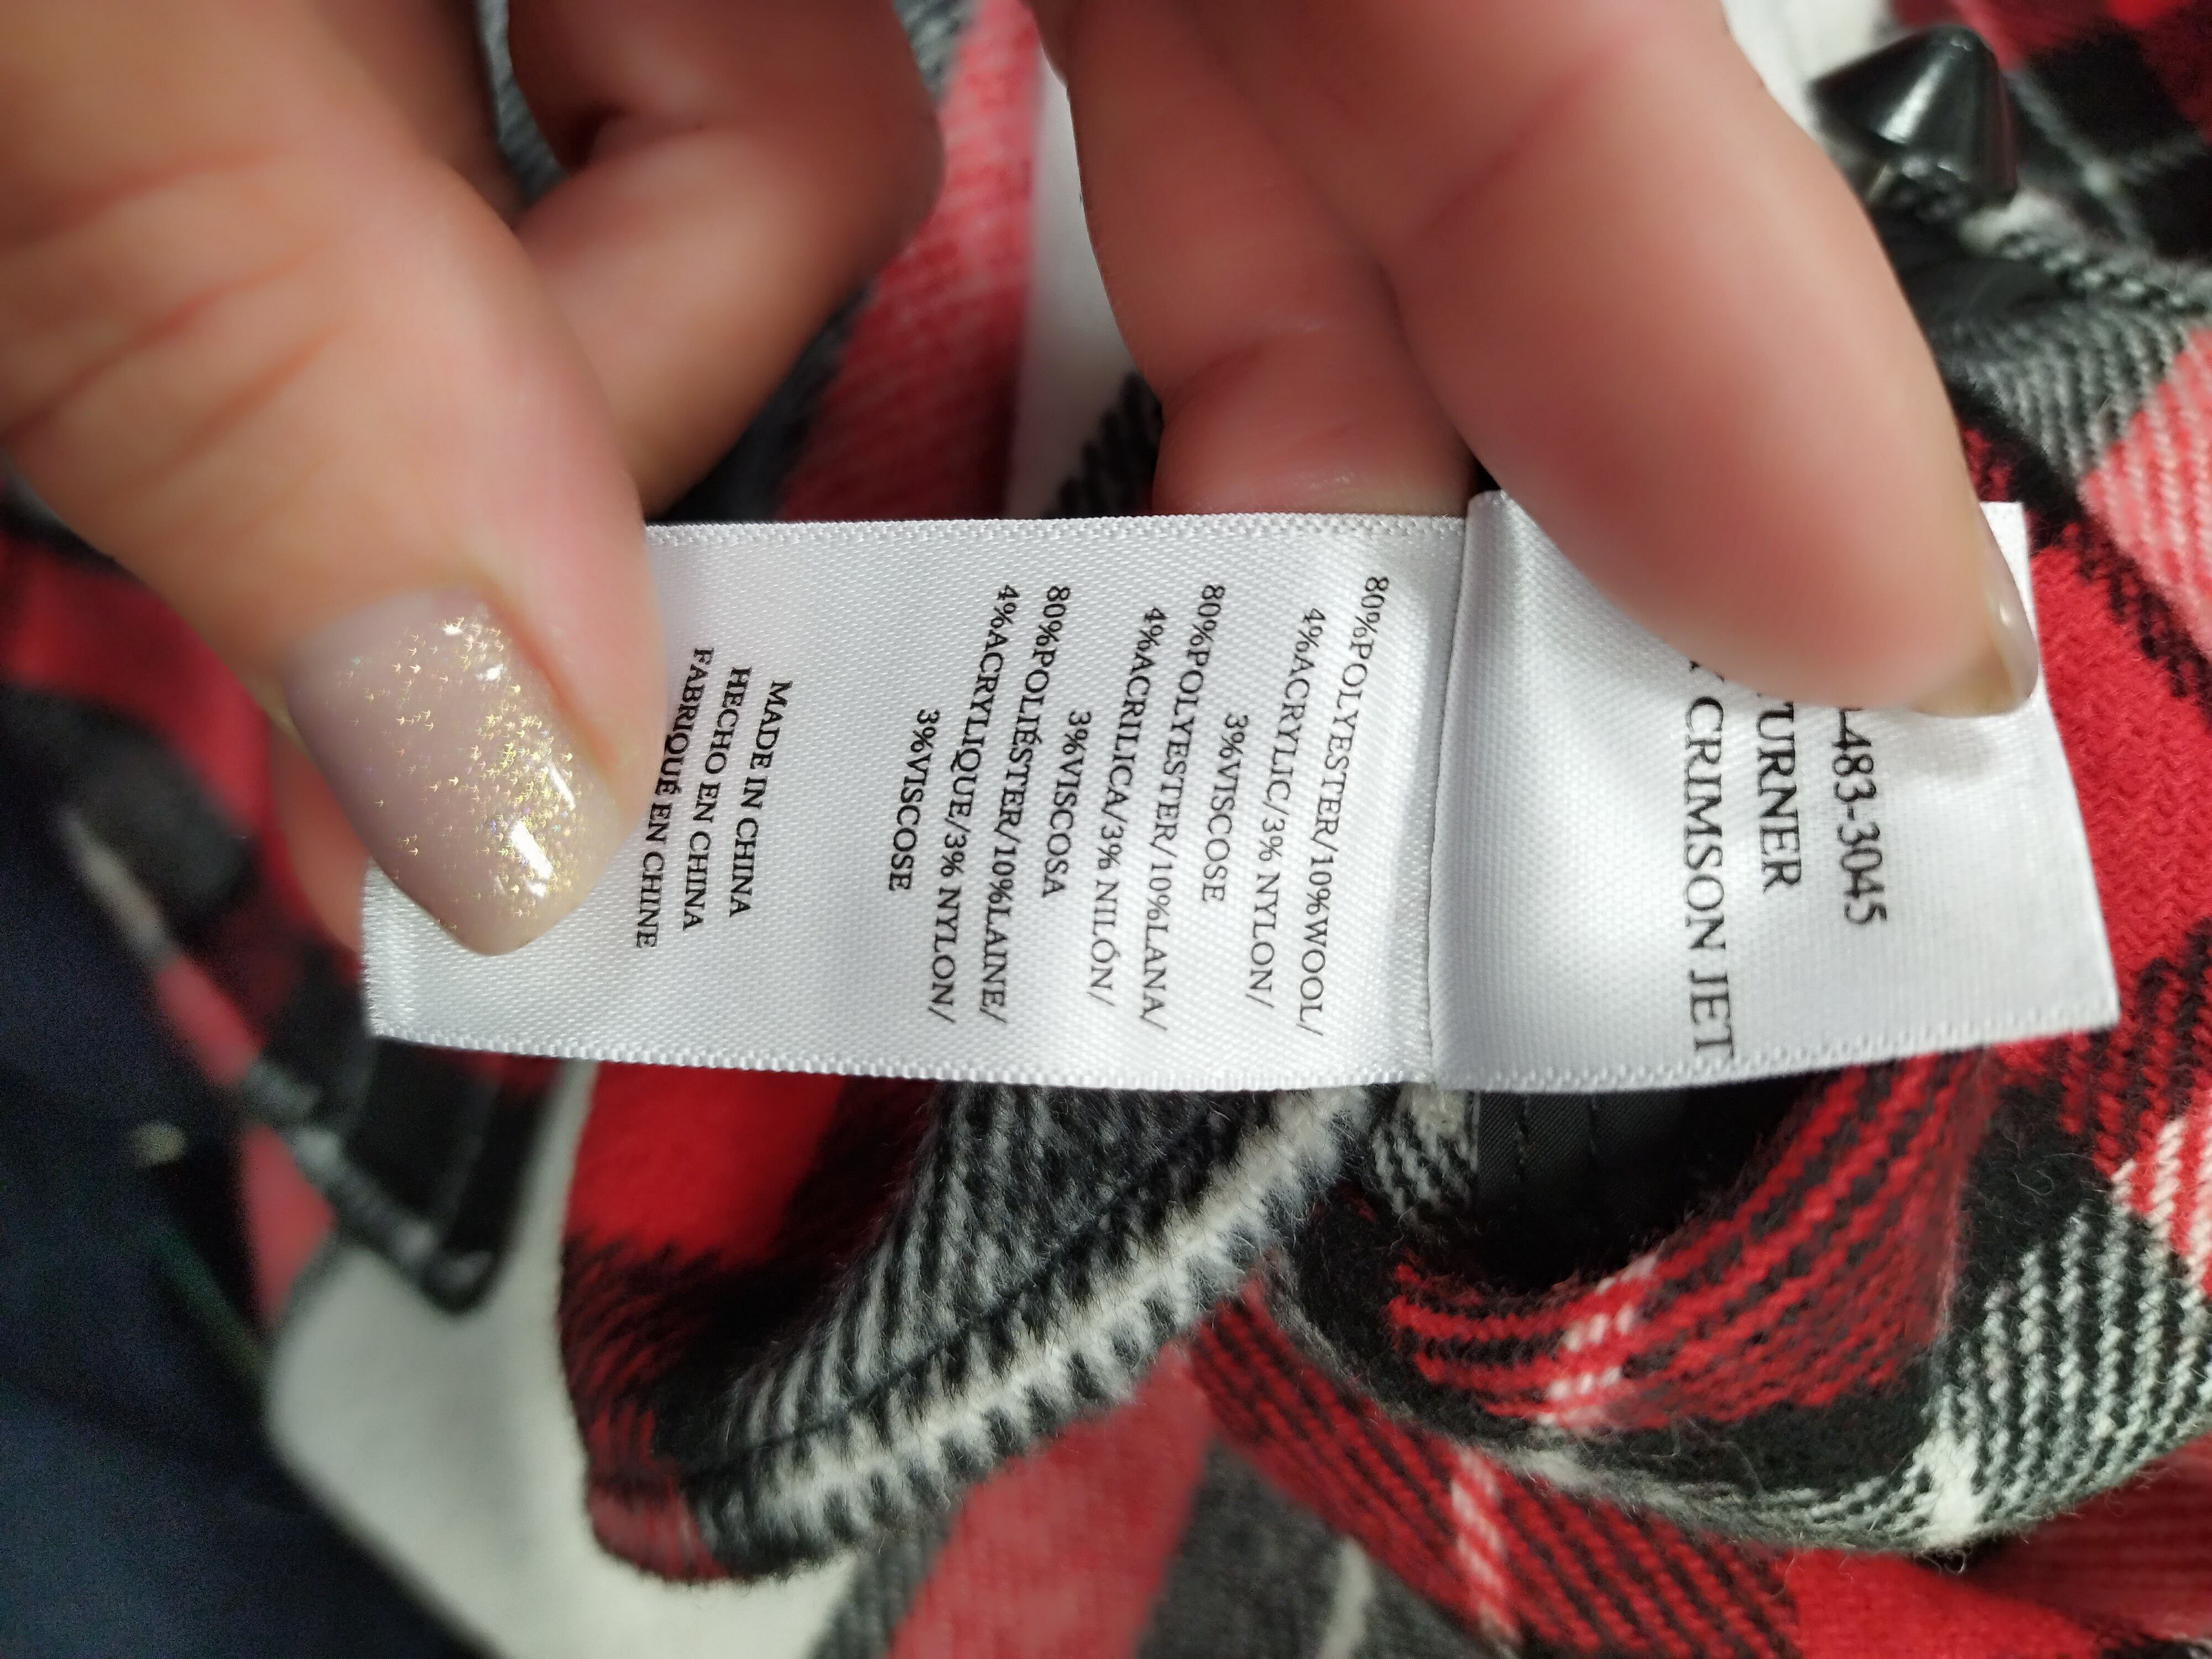 -483-3045
URNER
CRIMSON JET
80%POLYESTER/10%WOOL/
4%ACRYLIC/3% NYLON/
3%VISCOSE
80%POLYESTER/10%LANA/
4%ACRILICA/3% NILÓN/
3%VISCOSA
80%POLIÉSTER/10%LAINE/
4%ACRYLIQUE/3% NYLON/
3%VISCOSE
MADE IN CHINA
HECHO EN CHINA
FABRIQUÉ EN CHINE